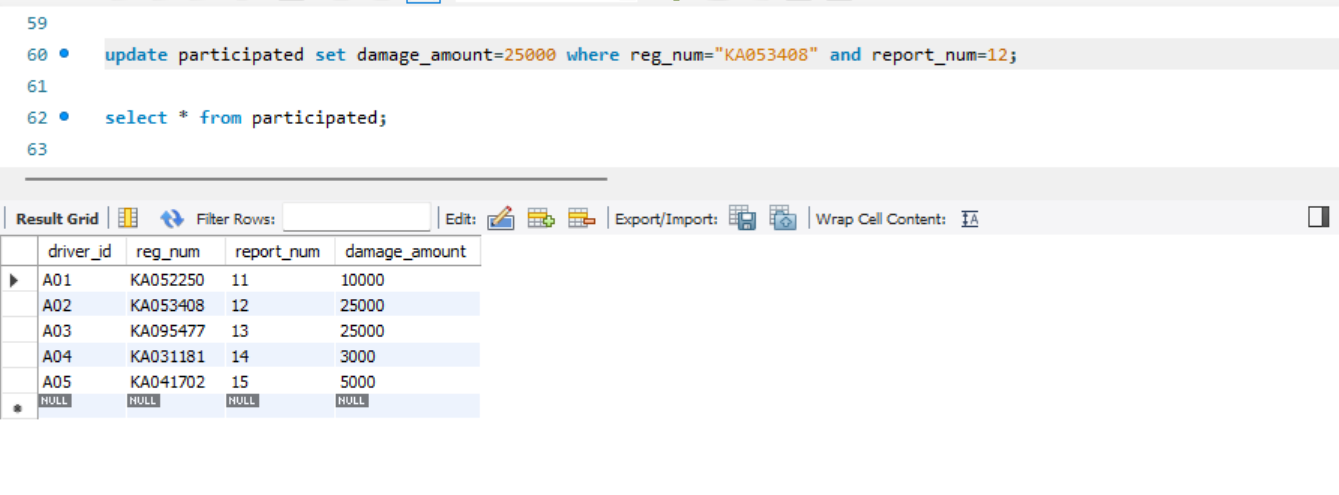 59
60 update participated set damage_amount=25000 where reg_num="KA053408" and report_num=12;
61
62 select * from participated;
63
Result Grid Filter Rows: Edit: Export/Import: Wrap Cell Content: IA
driver_id reg_num report_num damage_amount
A01 KA052250 11 10000
A02 KA053408 12 25000
A03 KA095477 13 25000
A04 KA031181 14 3000
A05 KA041702 15 5000
NULL NULL NULL NULL